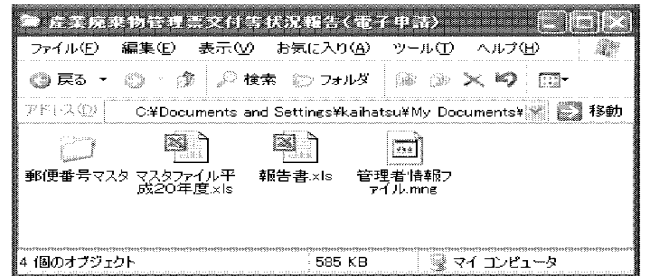 産業廃棄物管理票交付等状況報告(電子申請)
ファイル(F) 編集(E) 表示(V) お気に入り(A) ツール(T) ヘルプ(H)
戻る 検索 フォルダ
アドレス(D) C:¥Documents and Settings¥kaihatsu¥My Documents¥ 移動
郵便番号マスタ マスタファイル平成20年度.xls 報告書.xls 管理者情報ファイル.mng
4 個のオブジェクト 585 KB マイ コンピュータ